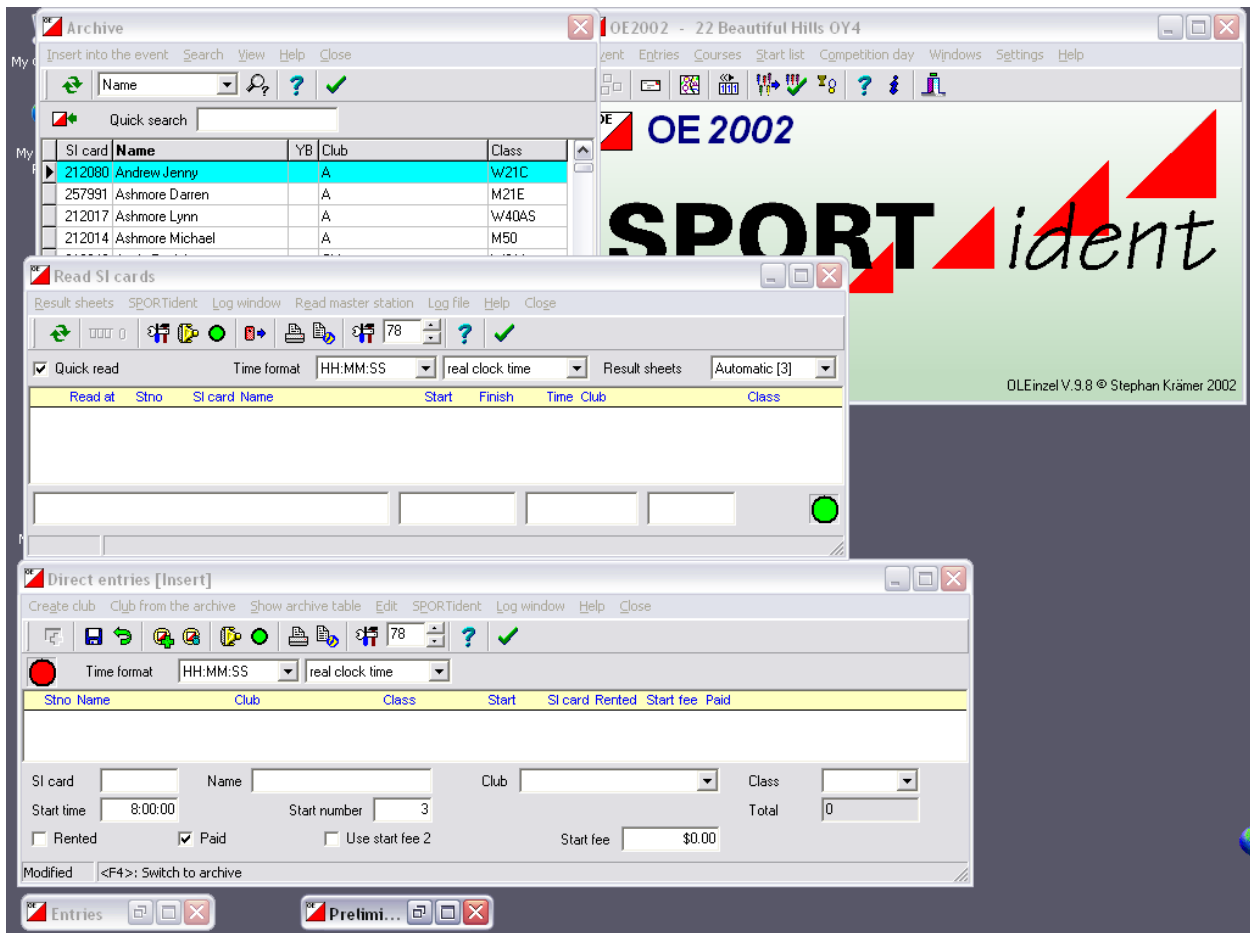 Archive
Insert into the event Search View Help Close
Name
Quick search
SI card Name YB Club Class
212080 Andrew Jenny A W21C
257991 Ashmore Darren A M21E
212017 Ashmore Lynn A W40AS
212014 Ashmore Michael A M50
OE2002 - 22 Beautiful Hills OY4
Entries Courses Start list Competition day Windows Settings Help
OE 2002
SPORT ident
OLEinzel V.9.8 © Stephan Krämer 2002
Read SI cards
Result sheets SPORTident Log window Read master station Log file Help Close
78
Quick read Time format HH:MM:SS real clock time Result sheets Automatic [3]
Read at Stno SI card Name Start Finish Time Club Class
Direct entries [Insert]
Create club Club from the archive Show archive table Edit SPORTident Log window Help Close
78
Time format HH:MM:SS real clock time
Stno Name Club Class Start SI card Rented Start fee Paid
SI card Name Club Class
Start time 8:00:00 Start number 3 Total 0
Rented Paid Use start fee 2 Start fee $0.00
Modified <F4>: Switch to archive
Entries
Prelimi...